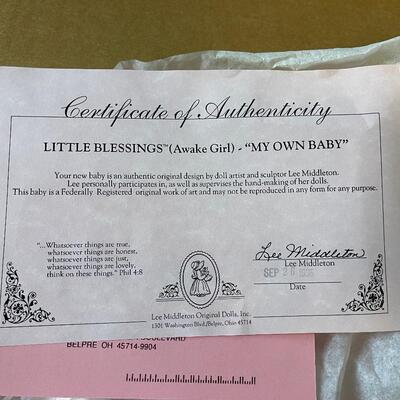 Certificate of Authenticity
LITTLE BLESSINGS™ (Awake Girl) - “MY OWN BABY”
Your new baby is an authentic original design by doll artist and sculptor Lee Middleton.
Lee personally participates in, as well as supervises the hand-making of her dolls.
This baby is a Federally Registered original work of art and may not be reproduced in any form for any purpose.
“...Whatsoever things are true,
whatsoever things are honest,
whatsoever things are just,
whatsoever things are lovely.
think on these things.” Phil 4:8
Lee Middleton
Lee Middleton
SEP 26
Date
Lee Middleton Original Dolls, Inc.
1301 Washington Blvd./Belpre, Ohio 45714
BELPRE OH 45714-9904